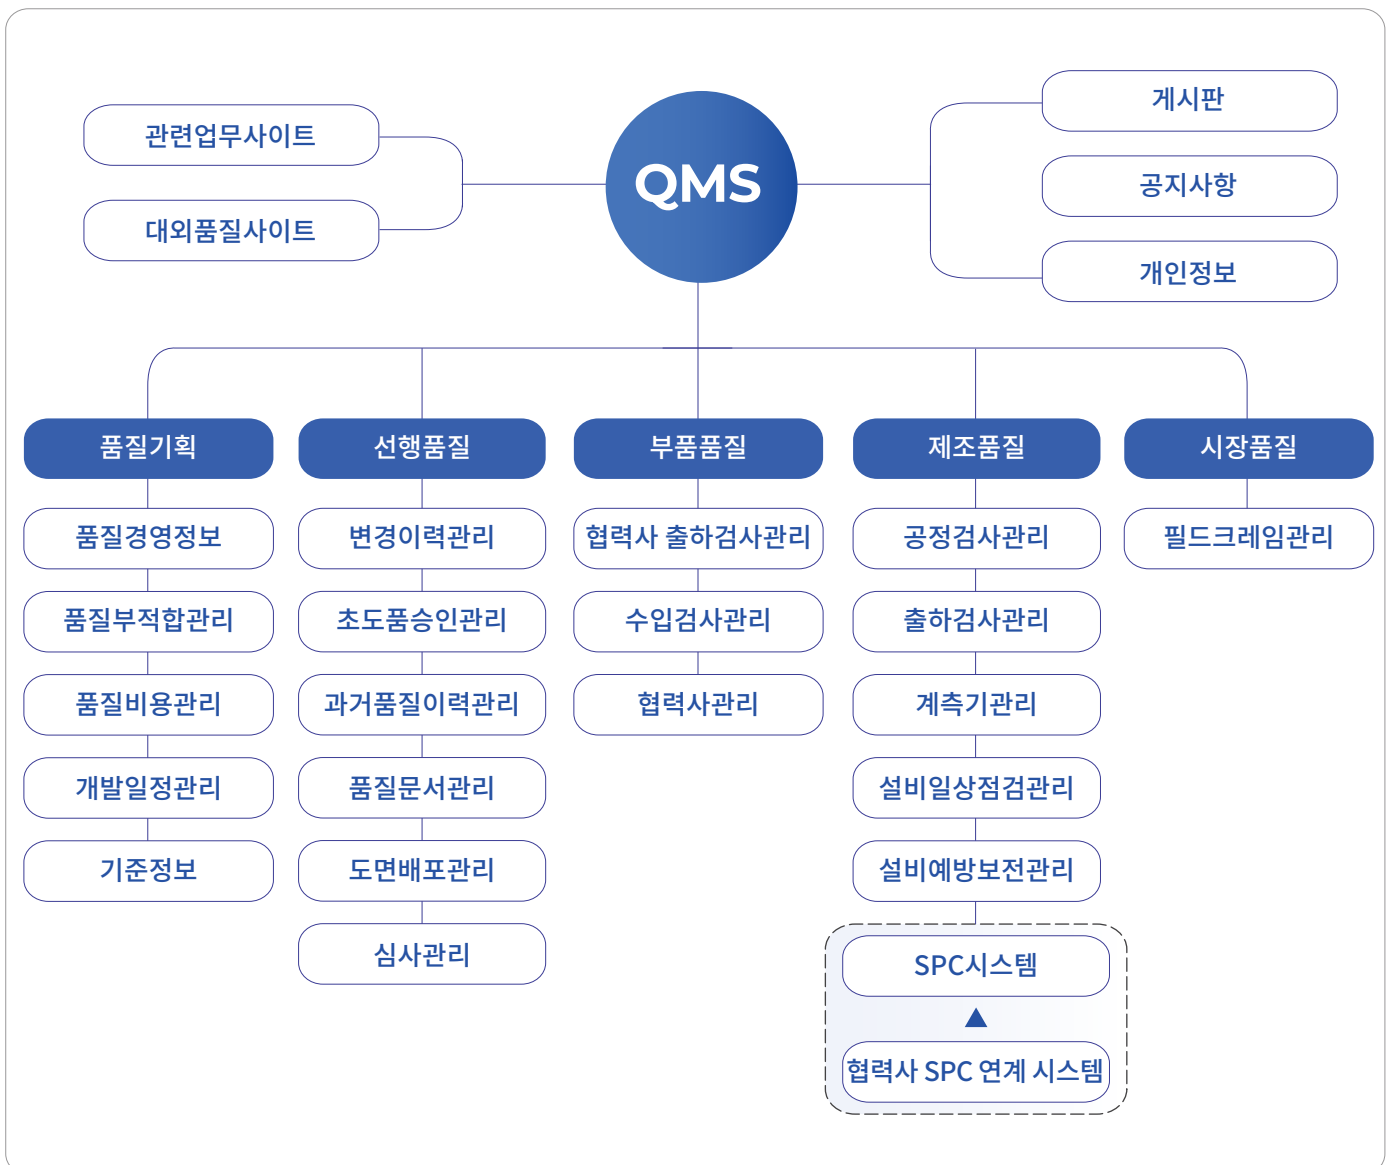 관련업무사이트
대외품질사이트
QMS
게시판
공지사항
개인정보
품질기획
품질경영정보
품질부적합관리
품질비용관리
개발일정관리
기준정보
선행품질
변경이력관리
초도품승인관리
과거품질이력관리
품질문서관리
도면배포관리
심사관리
부품품질
협력사 출하검사관리
수입검사관리
협력사관리
제조품질
공정검사관리
출하검사관리
계측기관리
설비일상점검관리
설비예방보전관리
SPC시스템
협력사 SPC 연계 시스템
시장품질
필드크레임관리